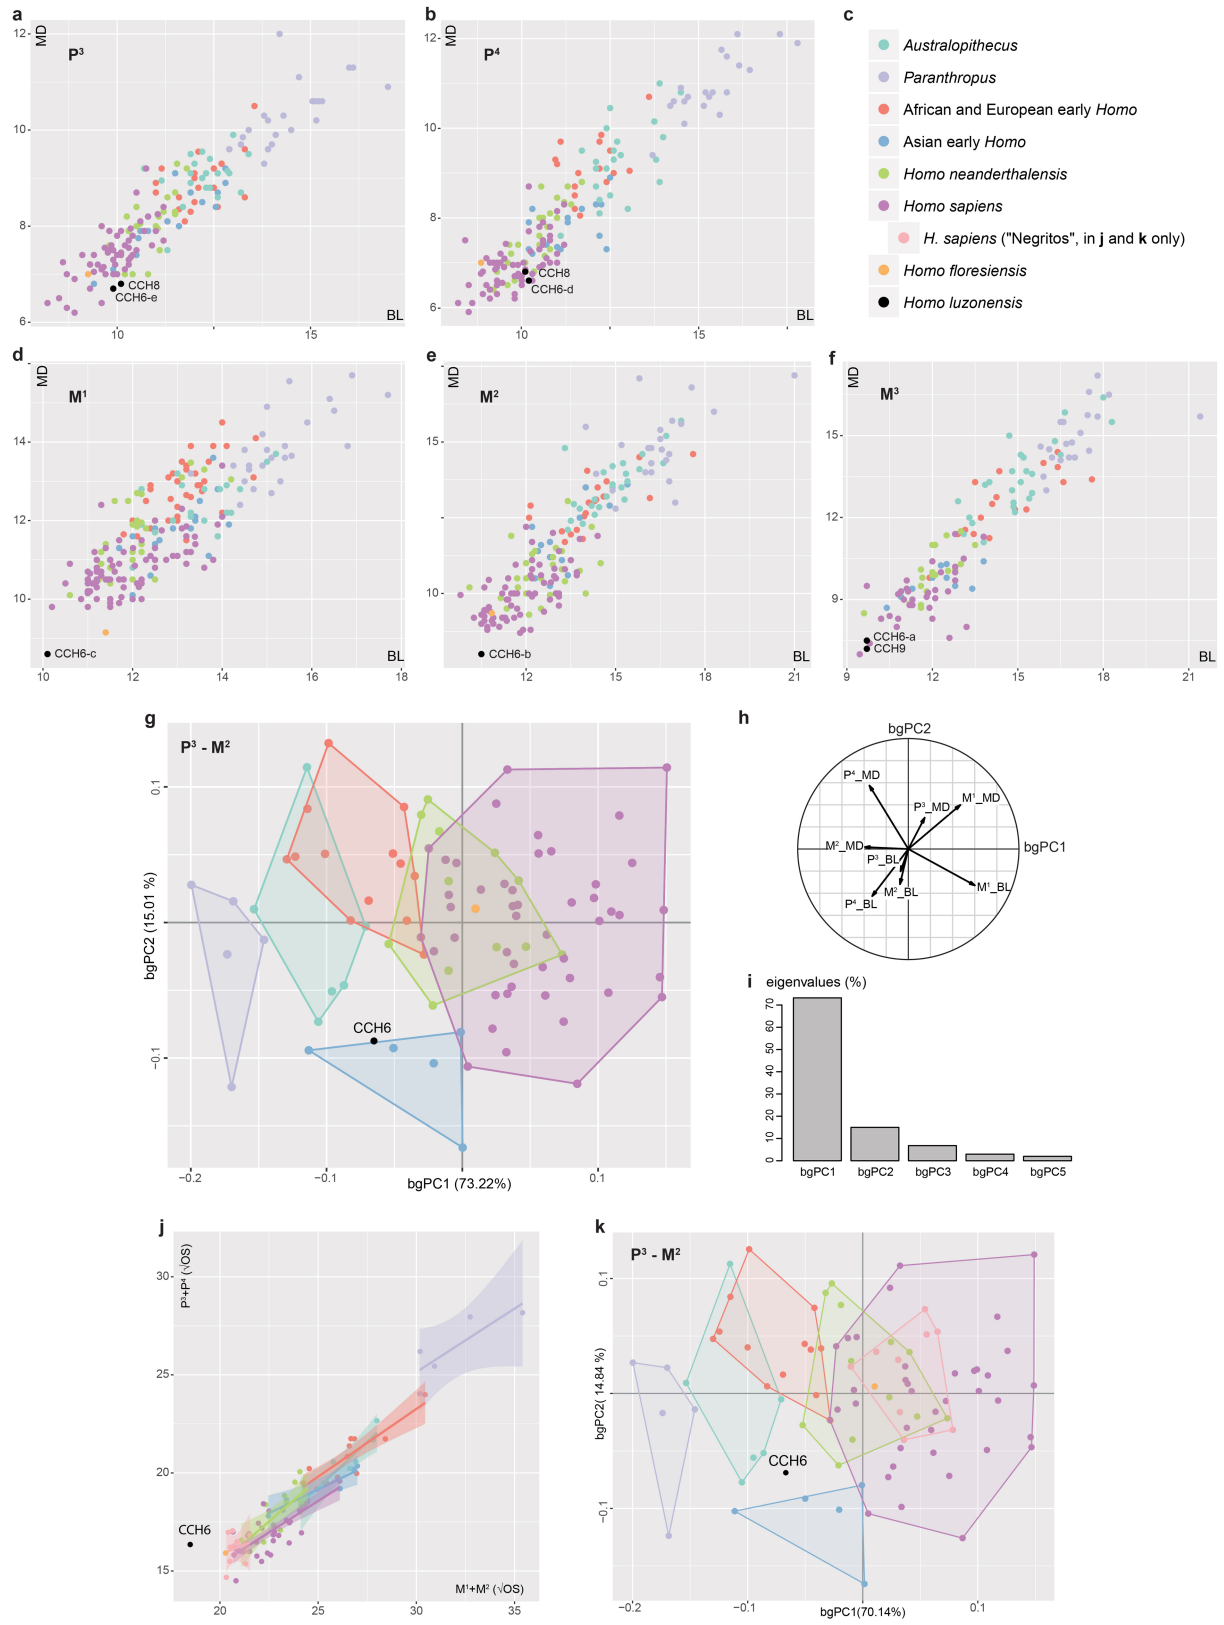 a
MD
P³
12
10
8
6
10
15
BL
CCH8
CCH6-e
b
MD
P⁴
12
10
8
6
10
15
BL
CCH8
CCH6-d
c
Australopithecus
Paranthropus
African and European early Homo
Asian early Homo
Homo neanderthalensis
Homo sapiens
H. sapiens ("Negritos", in j and k only)
Homo floresiensis
Homo luzonensis
d
MD
M¹
14
12
10
CCH6-c
BL
10
12
14
16
18
e
MD
M²
15
10
CCH6-b
BL
12
15
18
21
f
MD
M³
15
12
9
CCH6-a
CCH9
BL
9
12
15
18
21
g
P³ - M²
0.1
−0.1
bgPC2 (15.01 %)
CCH6
−0.2
−0.1
0.1
bgPC1 (73.22%)
h
bgPC2
P⁴_MD
M¹_MD
P³_MD
M²_MD
bgPC1
P³_BL
M²_BL
M¹_BL
P⁴_BL
i eigenvalues (%)
70
60
50
40
30
20
10
0
bgPC1 bgPC2 bgPC3 bgPC4 bgPC5
j
P³+P⁴ (√OS)
30
25
20
15
CCH6
M¹+M² (√OS)
20
25
30
35
k
P³ - M²
0.1
−0.1
bgPC2( 14.84 %)
CCH6
−0.2
−0.1
0.1
bgPC1(70.14%)